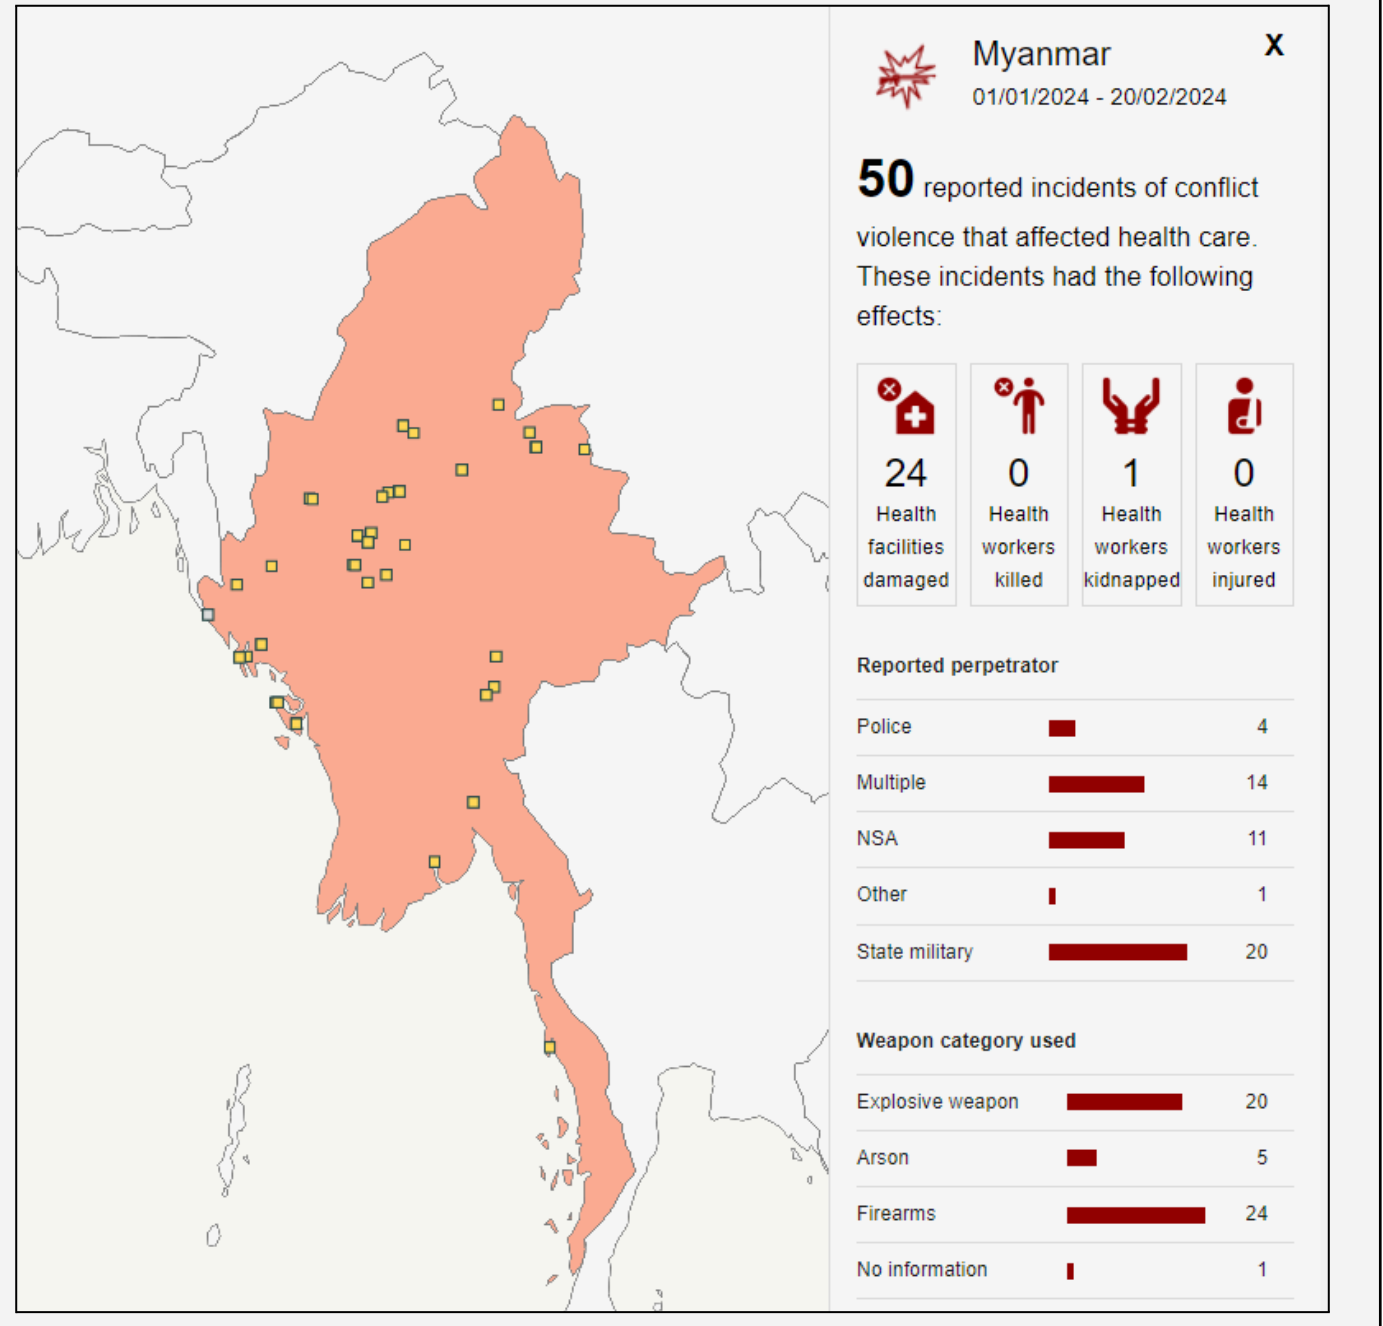 Myanmar
X
01/01/2024 - 20/02/2024
50 reported incidents of conflict
violence that affected health care.
These incidents had the following
effects:
24
Health
facilities
damaged
0
Health
workers
killed
1
Health
workers
kidnapped
0
Health
workers
injured
Reported perpetrator
Police 4
Multiple 14
NSA 11
Other 1
State military 20
Weapon category used
Explosive weapon 20
Arson 5
Firearms 24
No information 1